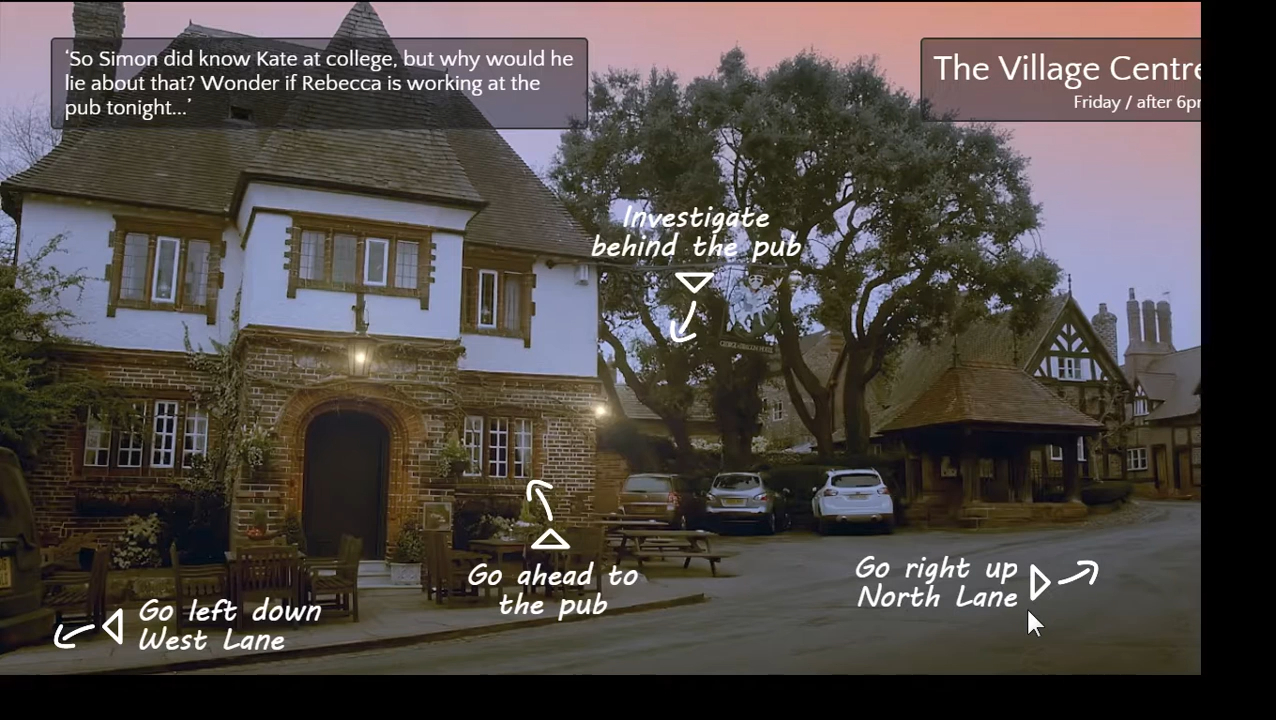 ‘So Simon did know Kate at college, but why would he
lie about that? Wonder if Rebecca is working at the
pub tonight...’
The Village Centre
Friday / after 6p
Investigate
behind the pub
Go ahead to
the pub
Go right up
North Lane
Go left down
West Lane